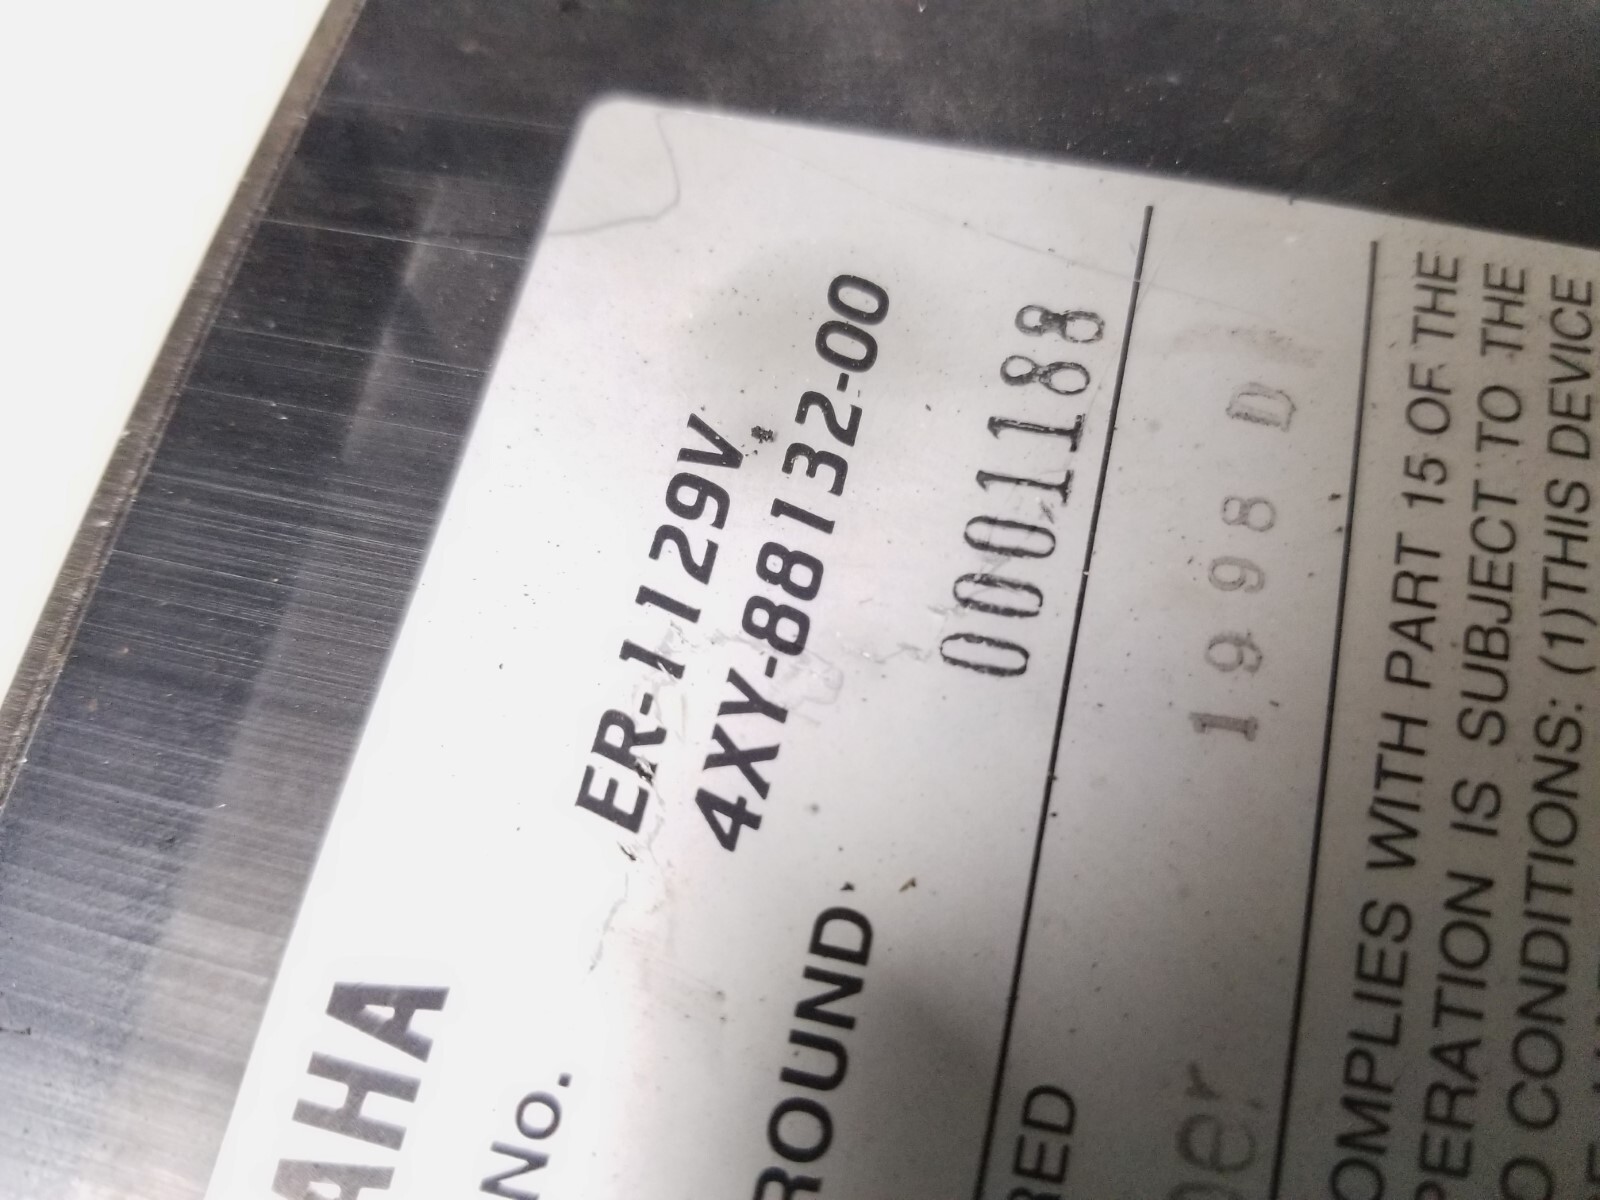 AHA
No. ER-1129V
4XY-88132-00
ROUND 0001188
RED
er 1998 D
OMPLIES WITH PART 15 OF THE
PERATION IS SUBJECT TO THE
O CONDITIONS: (1)THIS DEVICE